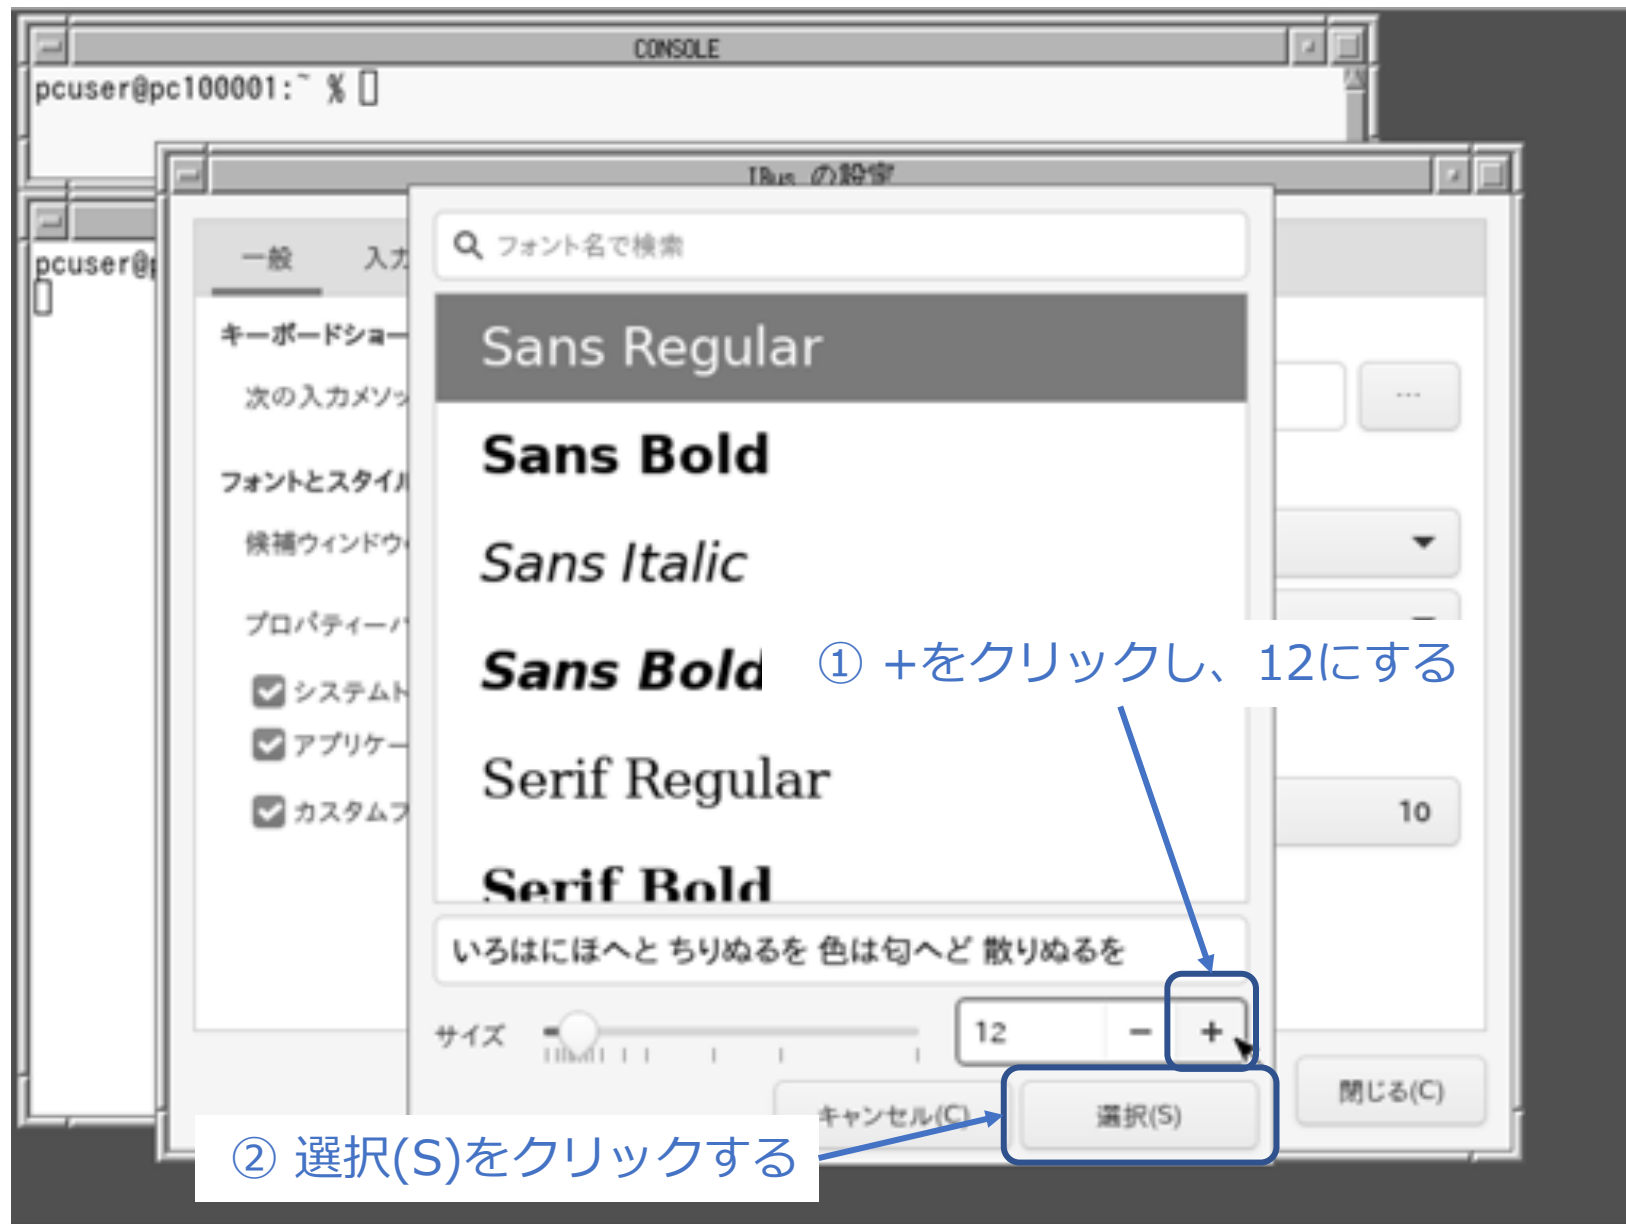 CONSOLE
pcuser@pc100001:~ %
IBus の設定
pcuser@p
一般 入力
フォント名で検索
Sans Regular
キーボードショー
次の入力メソッ
...
Sans Bold
フォントとスタイル
候補ウィンドウ
Sans Italic
プロパティーバ
① +をクリックし、12にする
Sans Bold
システムト
アプリケー
Serif Regular
カスタムフ
10
Serif Bold
いろはにほへと ちりぬるを 色は匂へど 散りぬるを
サイズ
12 − +
キャンセル(C)
選択(S)
閉じる(C)
② 選択(S)をクリックする